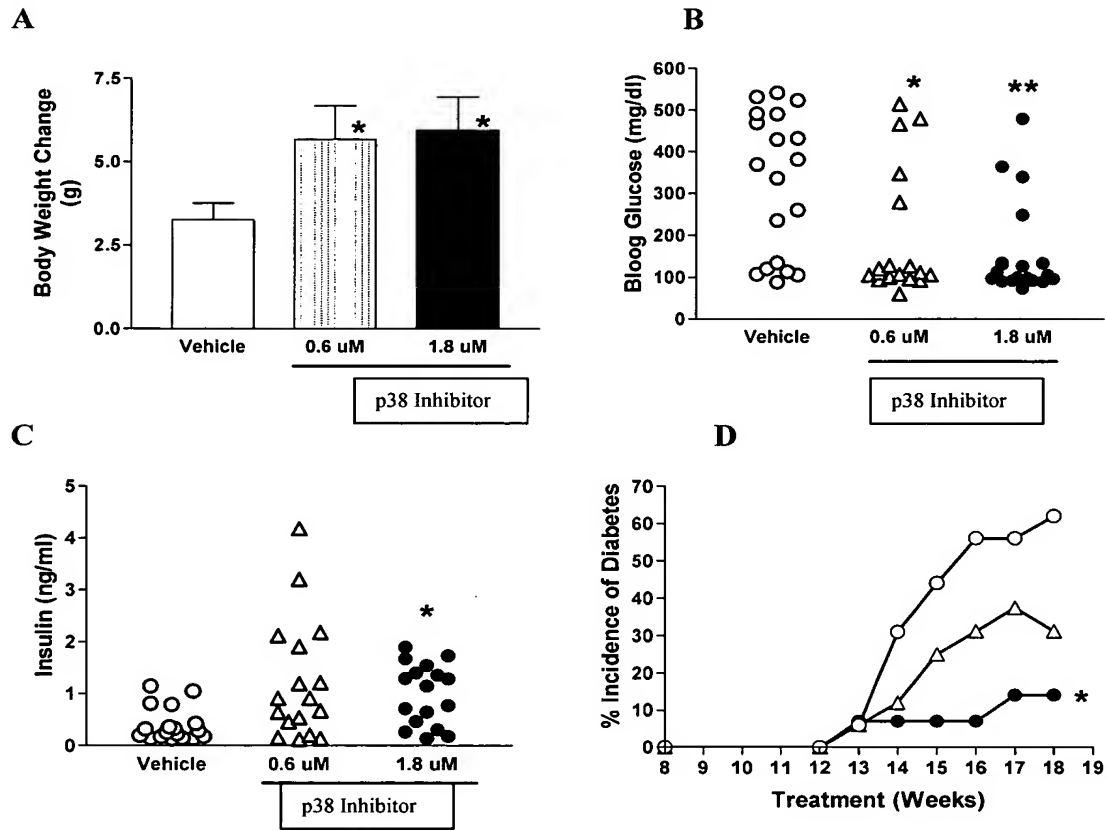 A
Body Weight Change
(g)
7.5
5.0
2.5
0.0
*
*
Vehicle
0.6 uM
1.8 uM
p38 Inhibitor
B
Bloog Glucose (mg/dl)
600
500
400
300
200
100
0
*
**
Vehicle
0.6 uM
1.8 uM
p38 Inhibitor
C
Insulin (ng/ml)
5
4
3
2
1
0
*
Vehicle
0.6 uM
1.8 uM
p38 Inhibitor
D
% Incidence of Diabetes
70
60
50
40
30
20
10
0
*
8 9 10 11 12 13 14 15 16 17 18 19
Treatment (Weeks)